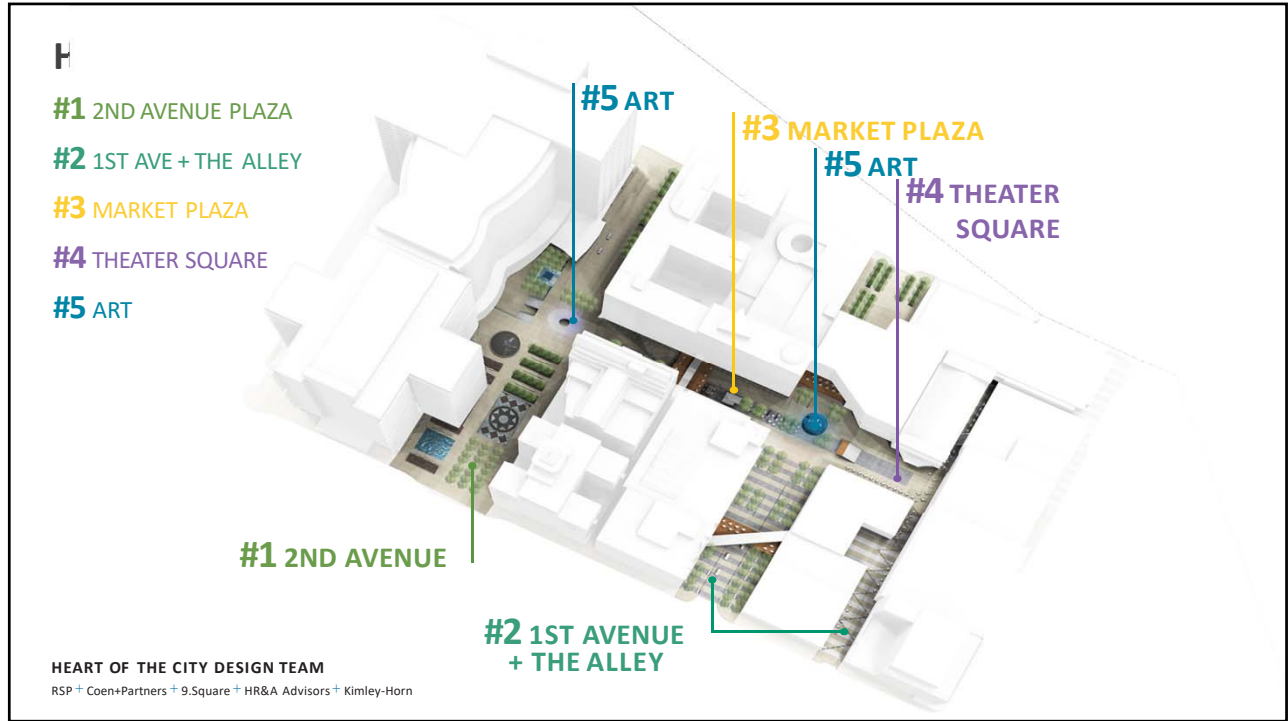 H
#1 2ND AVENUE PLAZA
#2 1ST AVE + THE ALLEY
#3 MARKET PLAZA
#4 THEATER SQUARE
#5 ART
#5 ART
#3 MARKET PLAZA
#5 ART
#4 THEATER
SQUARE
#1 2ND AVENUE
#2 1ST AVENUE
+ THE ALLEY
HEART OF THE CITY DESIGN TEAM
RSP + Coen+Partners + 9.Square + HR&A Advisors + Kimley-Horn